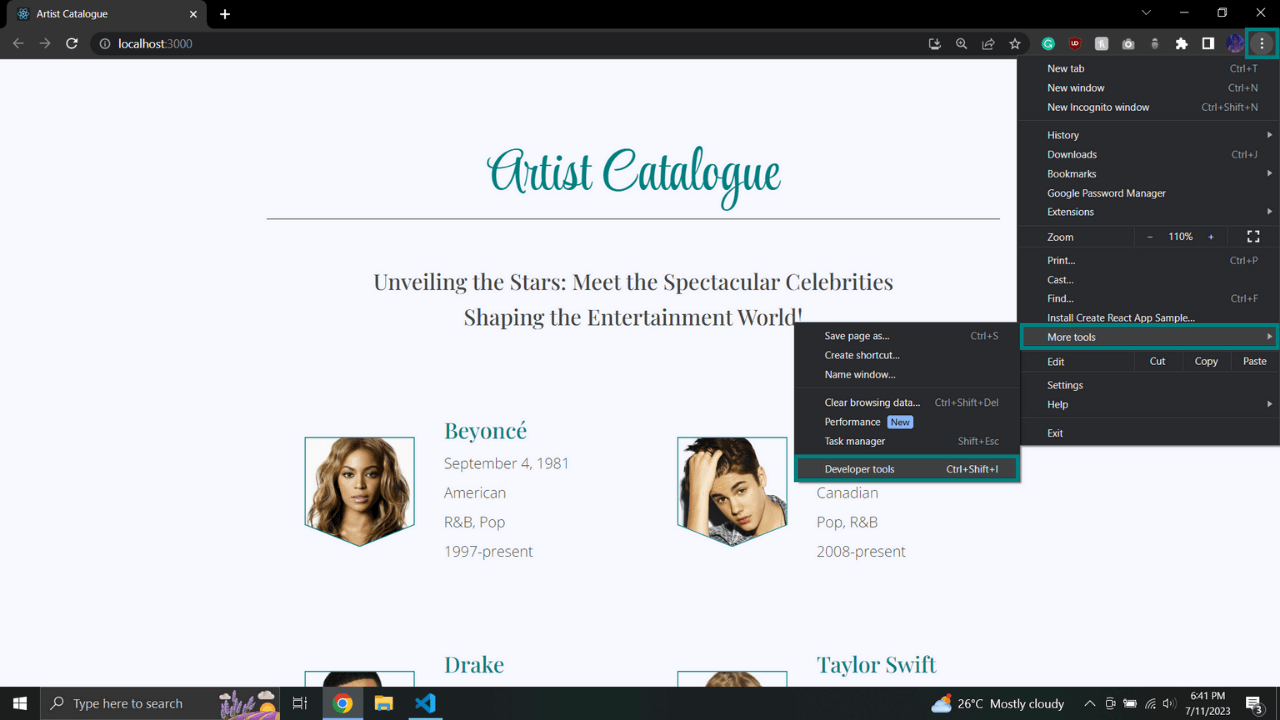 Artist Catalogue
localhost:3000
New tab Ctrl+T
New window Ctrl+N
New Incognito window Ctrl+Shift+N
History
Downloads Ctrl+J
Bookmarks
Google Password Manager
Extensions
Zoom − 110% +
Print... Ctrl+P
Cast...
Find... Ctrl+F
Install Create React App Sample...
More tools
Edit Cut Copy Paste
Settings
Help
Exit
Save page as... Ctrl+S
Create shortcut...
Name window...
Clear browsing data... Ctrl+Shift+Del
Performance New
Task manager Shift+Esc
Developer tools Ctrl+Shift+I
Artist Catalogue
Unveiling the Stars: Meet the Spectacular Celebrities
Shaping the Entertainment World!
Beyoncé
September 4, 1981
American
R&B, Pop
1997-present
Canadian
Pop, R&B
2008-present
Drake
Taylor Swift
Type here to search
26°C Mostly cloudy
6:41 PM
7/11/2023
3